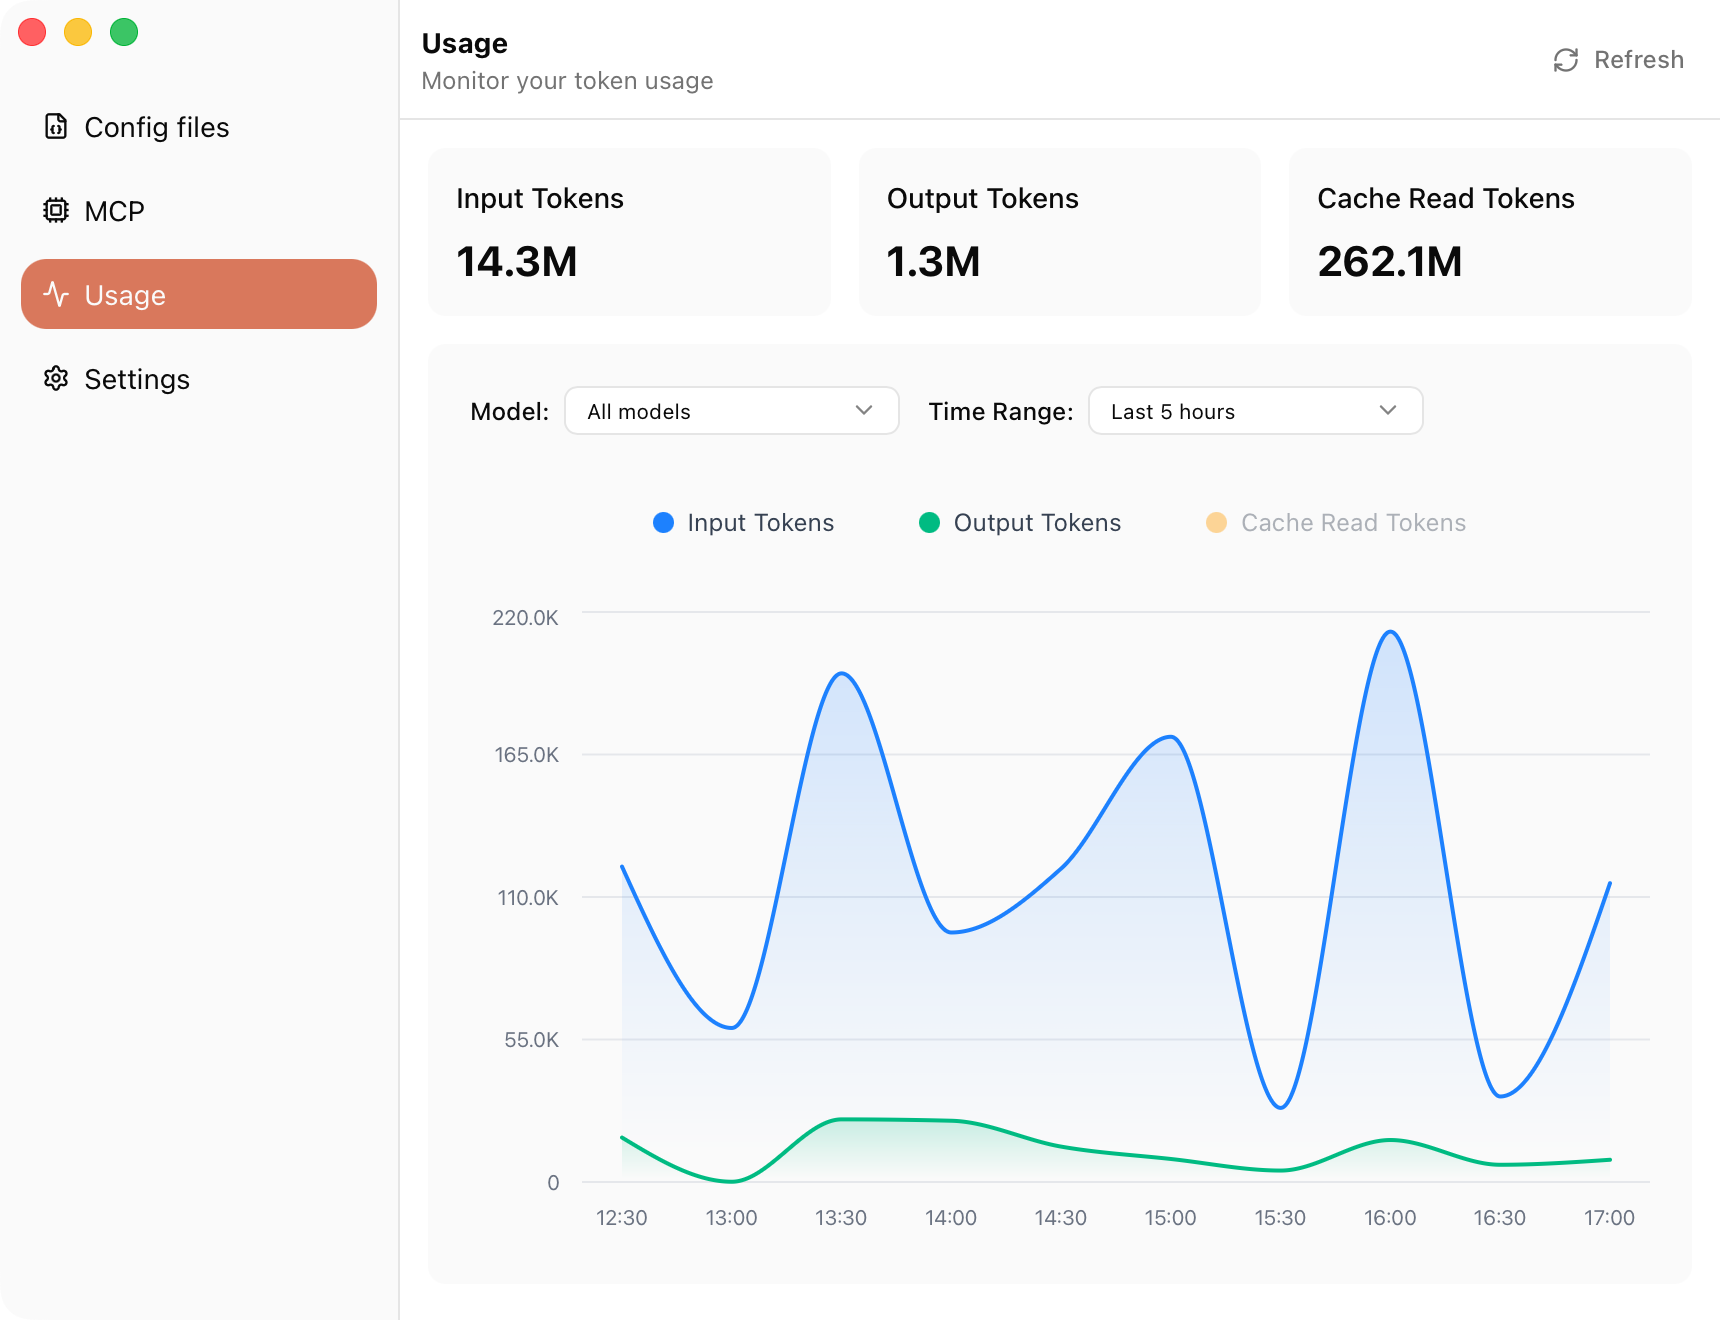 Config files
MCP
Usage
Settings
Usage
Monitor your token usage
Refresh
Input Tokens
14.3M
Output Tokens
1.3M
Cache Read Tokens
262.1M
Model:
All models
Time Range:
Last 5 hours
Input Tokens
Output Tokens
Cache Read Tokens
220.0K
165.0K
110.0K
55.0K
0
12:30 13:00 13:30 14:00 14:30 15:00 15:30 16:00 16:30 17:00